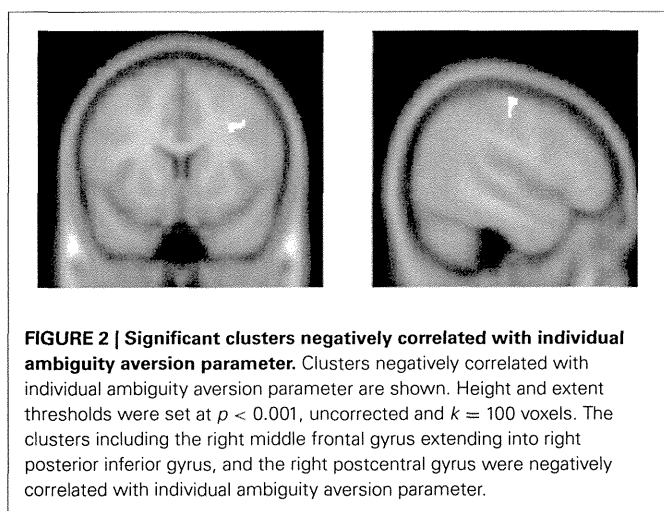 FIGURE 2 | Significant clusters negatively correlated with individual
ambiguity aversion parameter. Clusters negatively correlated with
individual ambiguity aversion parameter are shown. Height and extent
thresholds were set at p < 0.001, uncorrected and k = 100 voxels. The
clusters including the right middle frontal gyrus extending into right
posterior inferior gyrus, and the right postcentral gyrus were negatively
correlated with individual ambiguity aversion parameter.